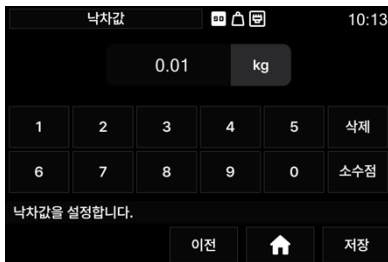 낙차값 SD 10:13
0.01 kg
1 2 3 4 5 삭제
6 7 8 9 0 소수점
낙차값을 설정합니다.
이전 저장